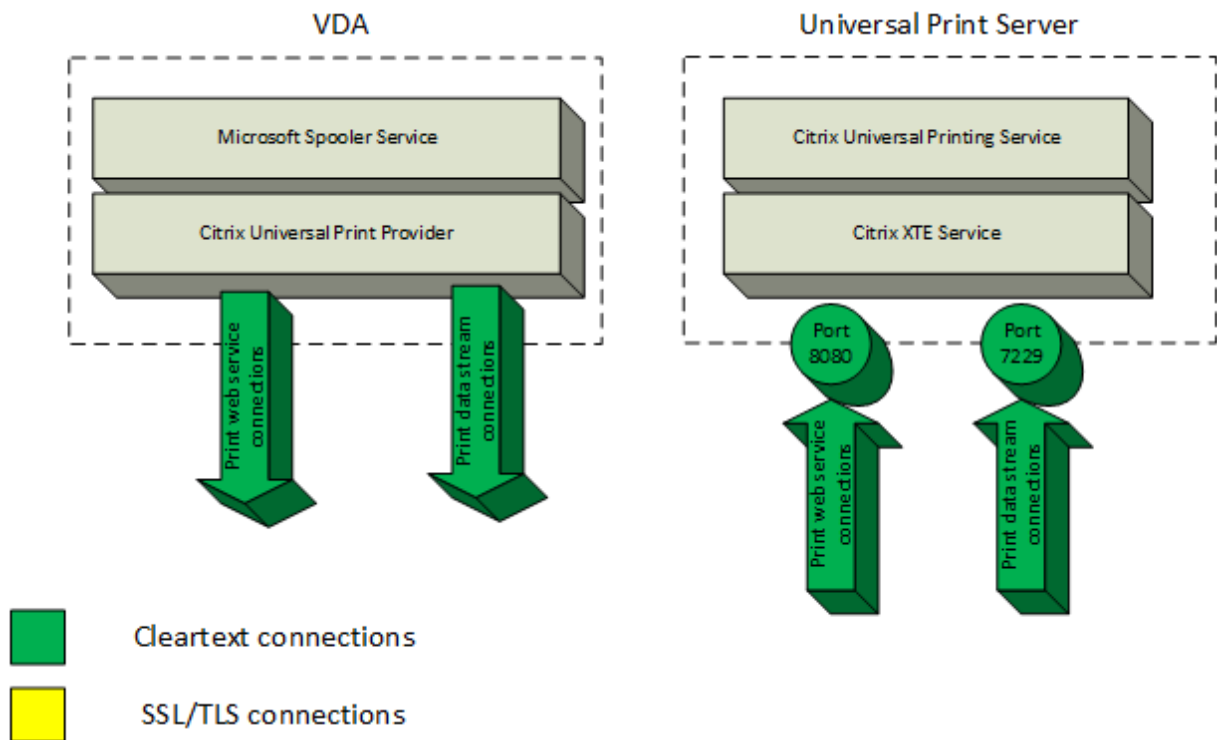 VDA
Universal Print Server
Microsoft Spooler Service
Citrix Universal Print Provider
Citrix Universal Printing Service
Citrix XTE Service
Print web service
connections
Print data stream
connections
Port
8080
Port
7229
Print web service
connections
Print data stream
connections
Cleartext connections
SSL/TLS connections